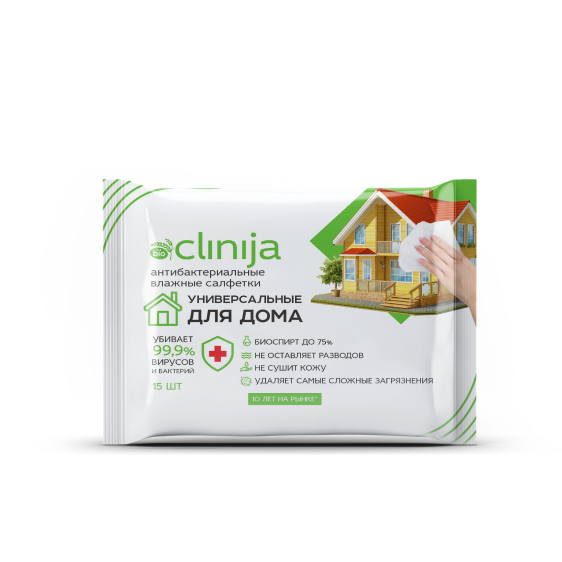 bio
clinija
антибактериальные
влажные салфетки
УНИВЕРСАЛЬНЫЕ
ДЛЯ ДОМА
УБИВАЕТ
99,9%
ВИРУСОВ
И БАКТЕРИЙ
15 ШТ
БИОСПИРТ ДО 75%
НЕ ОСТАВЛЯЕТ РАЗВОДОВ
НЕ СУШИТ КОЖУ
УДАЛЯЕТ САМЫЕ СЛОЖНЫЕ ЗАГРЯЗНЕНИЯ
10 ЛЕТ НА РЫНКЕ*